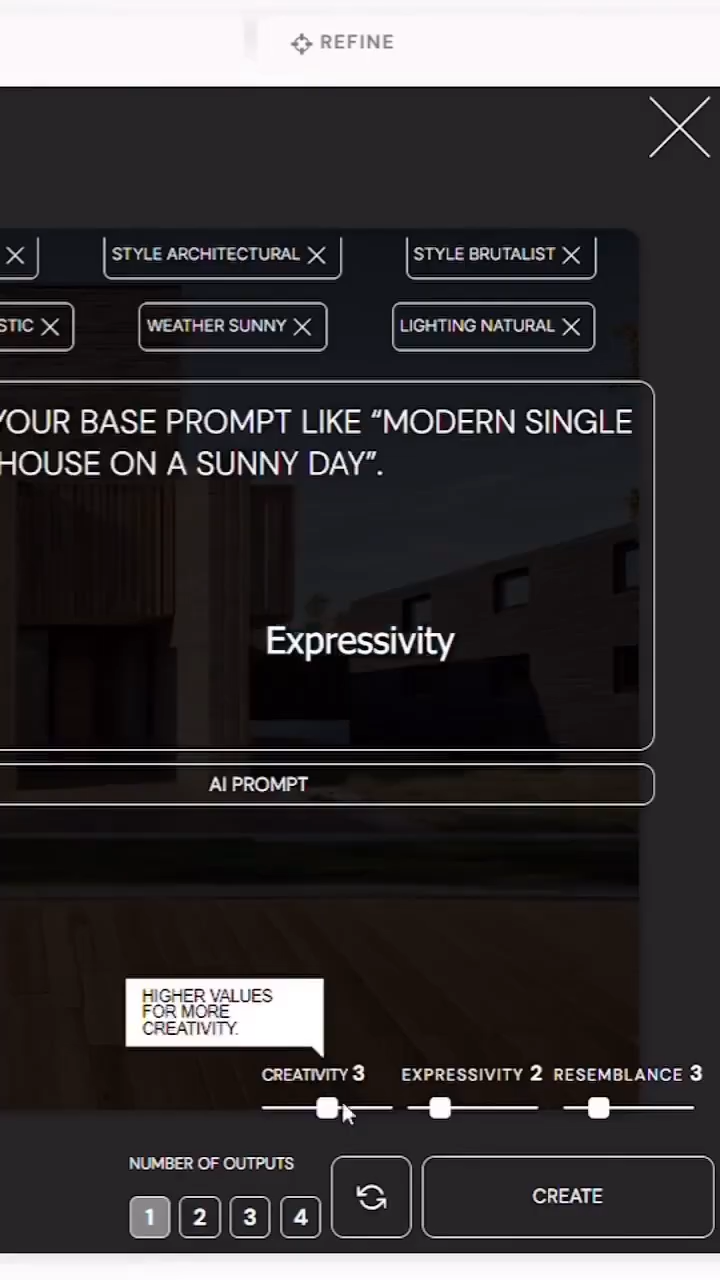 REFINE
STYLE ARCHITECTURAL
STYLE BRUTALIST
STIC
WEATHER SUNNY
LIGHTING NATURAL
YOUR BASE PROMPT LIKE “MODERN SINGLE
HOUSE ON A SUNNY DAY”.
Expressivity
AI PROMPT
HIGHER VALUES
FOR MORE
CREATIVITY.
CREATIVITY 3 EXPRESSIVITY 2 RESEMBLANCE 3
NUMBER OF OUTPUTS
1 2 3 4
CREATE